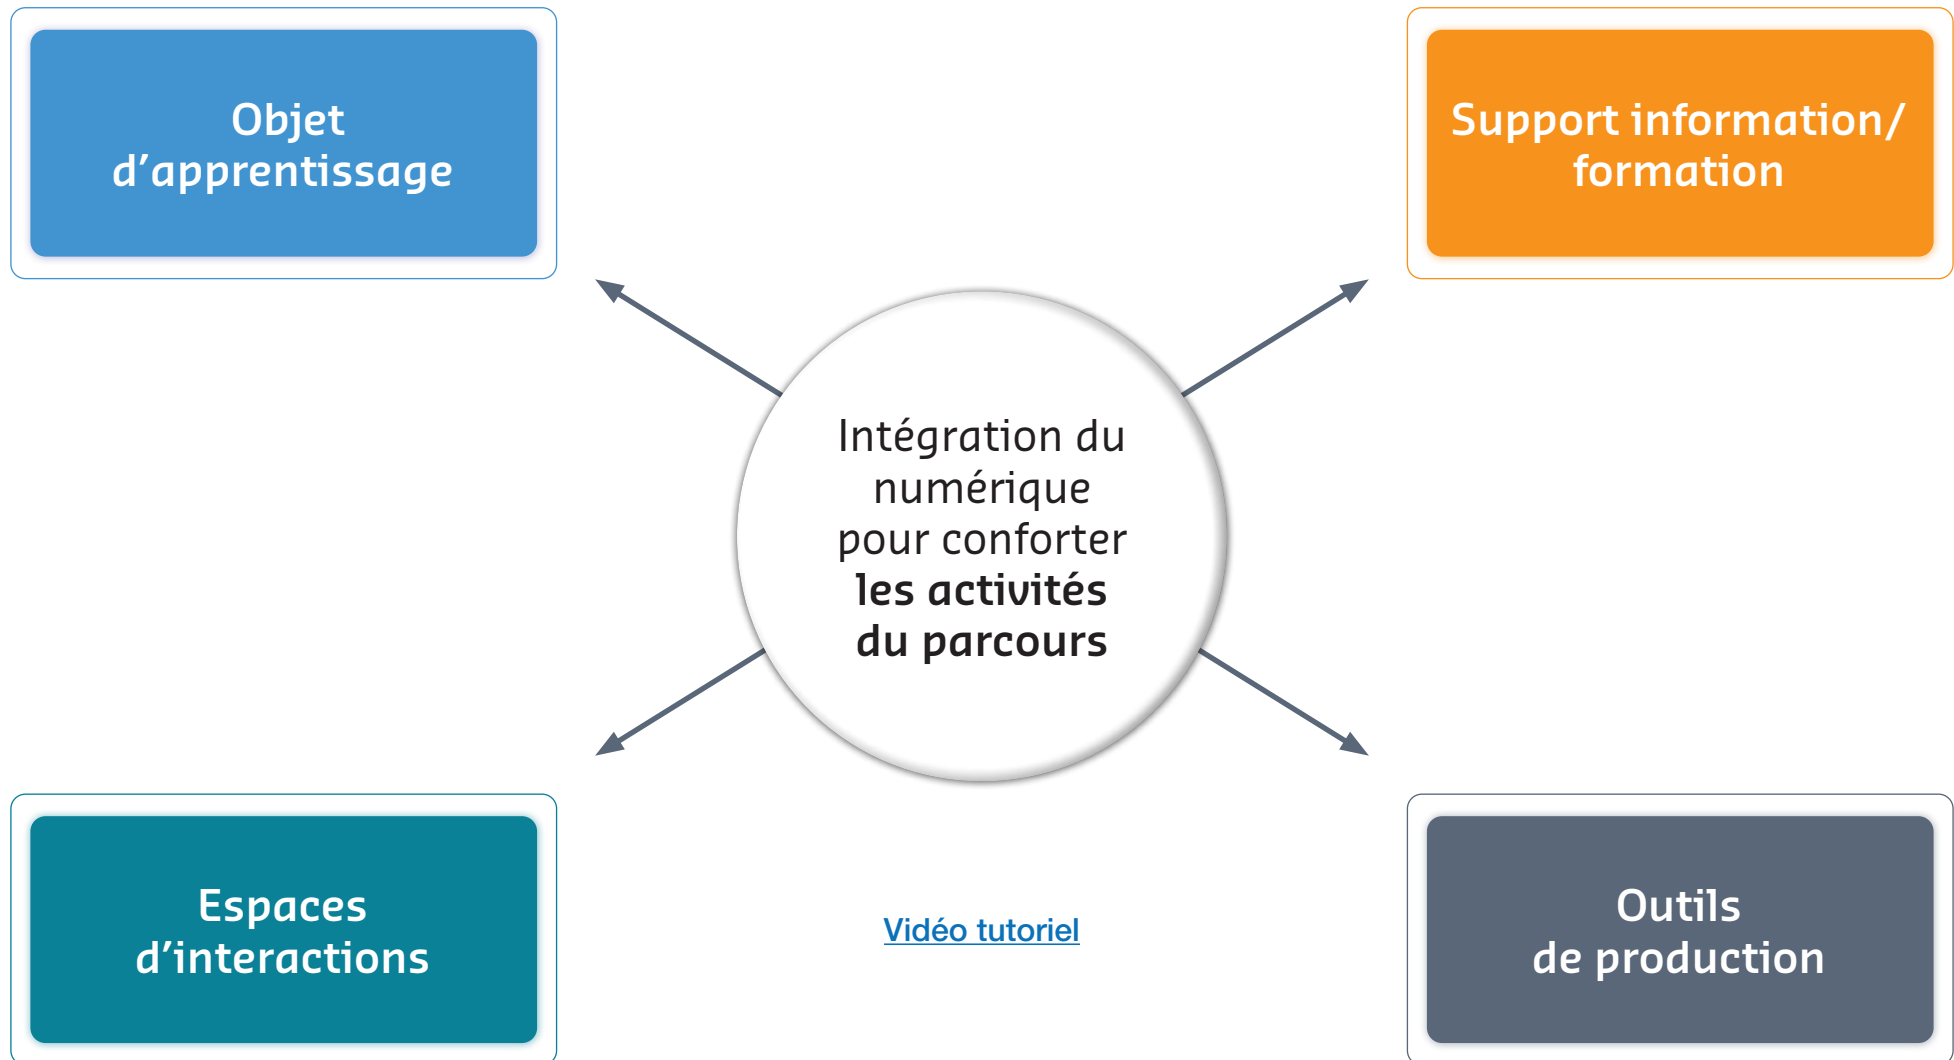 Objet
d’apprentissage
Support information/
formation
Intégration du
numérique
pour conforter
les activités
du parcours
Espaces
d’interactions
Vidéo tutoriel
Outils
de production